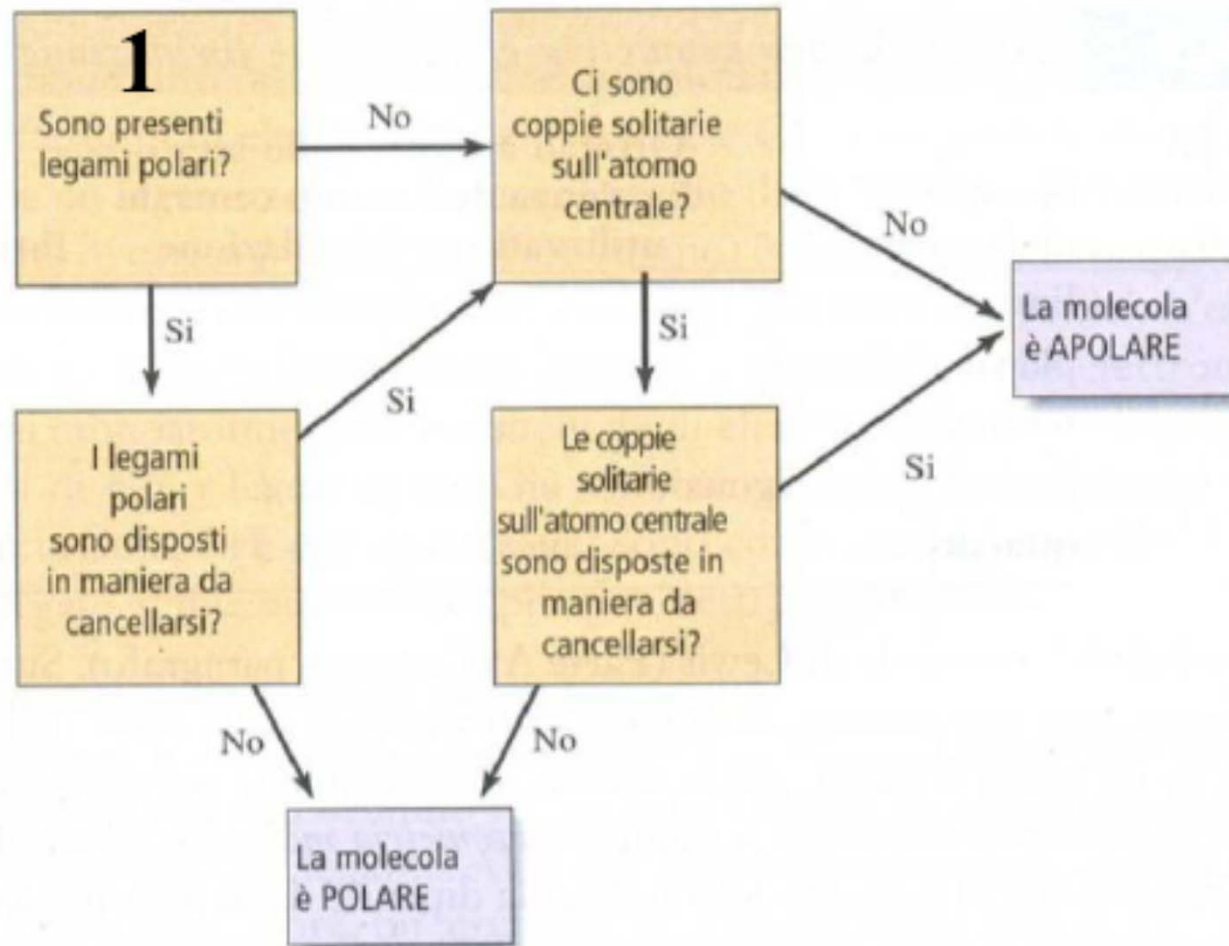 1
Sono presenti
legami polari?
No
Ci sono
coppie solitarie
sull'atomo
centrale?
No
Si
Si
Si
La molecola
è APOLARE
I legami
polari
sono disposti
in maniera da
cancellarsi?
Le coppie
solitarie
sull'atomo centrale
sono disposte in
maniera da
cancellarsi?
Si
No
No
La molecola
è POLARE